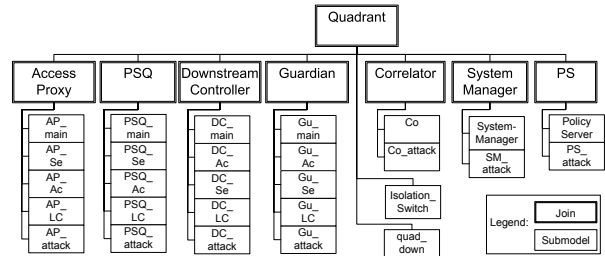 Quadrant
Access
Proxy
PSQ
Downstream
Controller
Guardian
Correlator
System
Manager
PS
AP_
main
AP_
Se
AP_
Ac
AP_
LC
AP_
attack
PSQ_
main
PSQ_
Se
PSQ_
Ac
PSQ_
LC
PSQ_
attack
DC_
main
DC_
Ac
DC_
Se
DC_
LC
DC_
attack
Gu_
main
Gu_
Ac
Gu_
Se
Gu_
LC
Gu_
attack
Co
Co_attack
System-
Manager
SM_
attack
Policy
Server
PS_
attack
Isolation_
Switch
quad_
down
Legend:
Join
Submodel